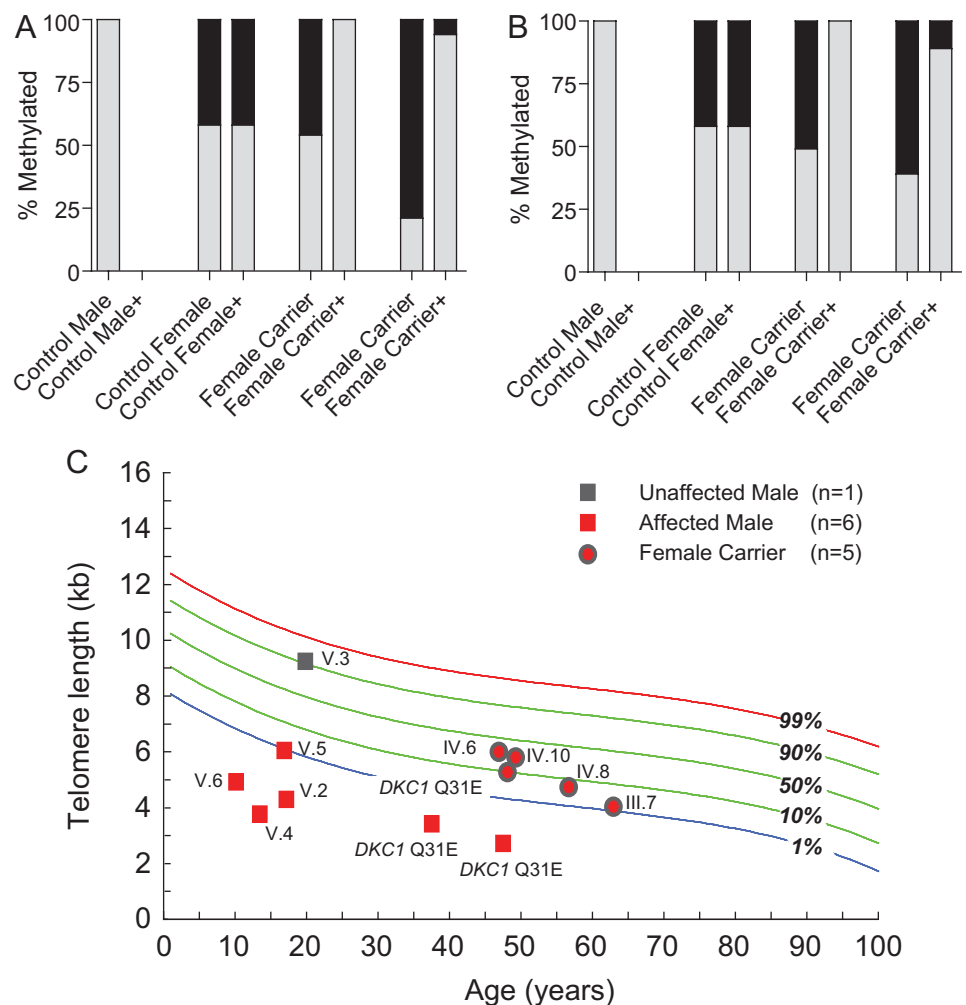 A
% Methylated
100
75
50
25
0
Control Male
Control Male+
Control Female
Control Female+
Female Carrier
Female Carrier+
Female Carrier
Female Carrier+
B
% Methylated
100
75
50
25
0
Control Male
Control Male+
Control Female
Control Female+
Female Carrier
Female Carrier+
Female Carrier
Female Carrier+
C
Telomere length (kb)
16
14
12
10
8
6
4
2
0
Unaffected Male (n=1)
Affected Male (n=6)
Female Carrier (n=5)
V.3
V.5
V.6
V.2
V.4
IV.6
IV.10
DKC1 Q31E
IV.8
III.7
DKC1 Q31E
DKC1 Q31E
99%
90%
50%
10%
1%
0 10 20 30 40 50 60 70 80 90 100
Age (years)